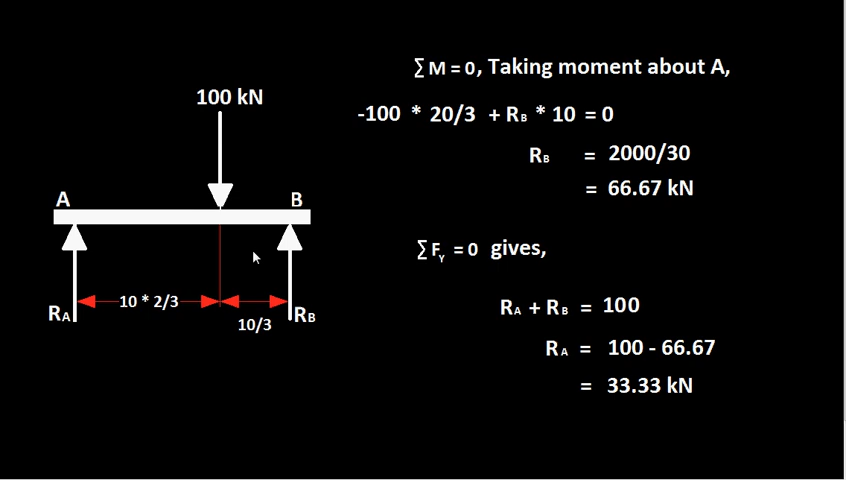 100 kN
A
B
RA
10 * 2/3
10/3
RB
∑ M = 0, Taking moment about A,
-100 * 20/3 + RB * 10 = 0
RB = 2000/30
= 66.67 kN
∑ FY = 0 gives,
RA + RB = 100
RA = 100 - 66.67
= 33.33 kN